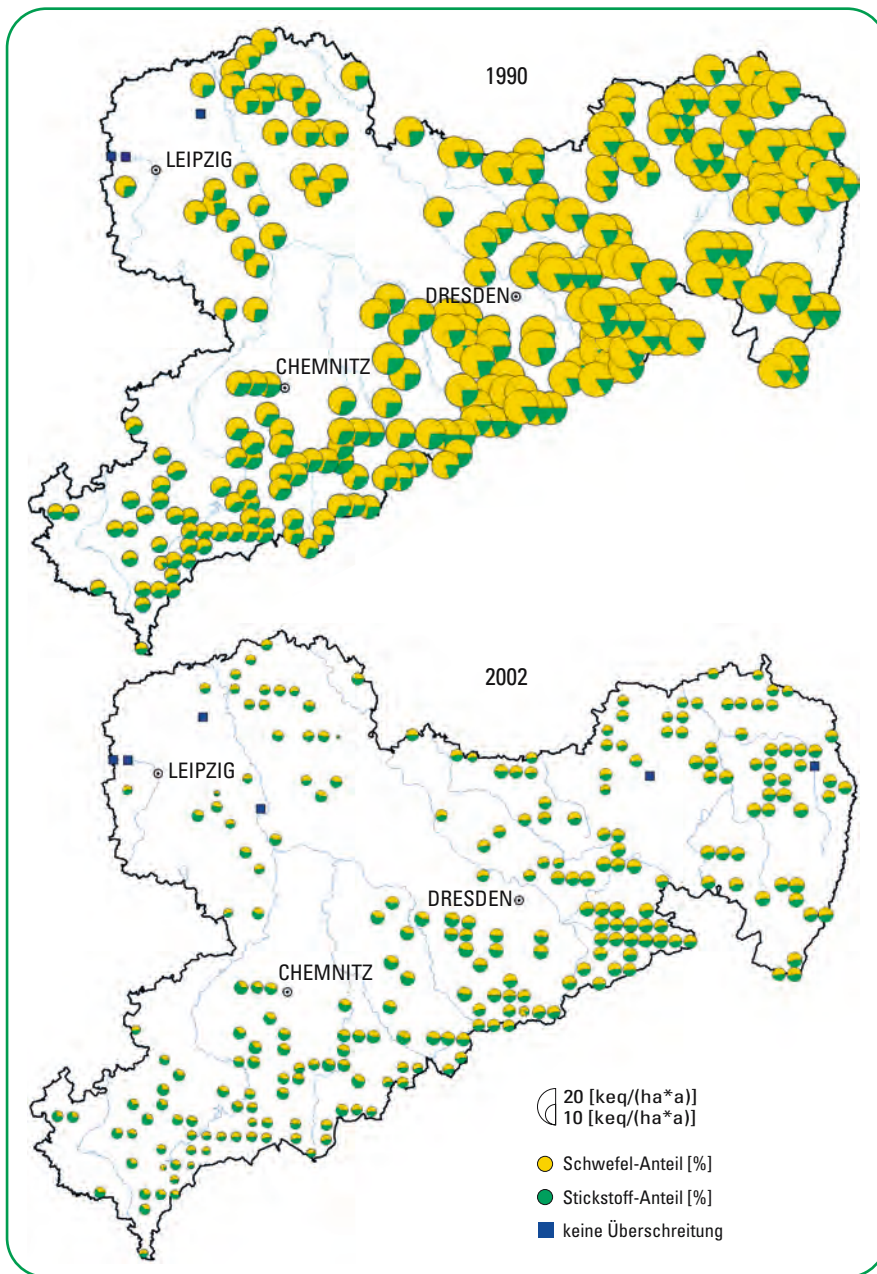 1990
LEIPZIG
DRESDEN
CHEMNITZ
2002
LEIPZIG
DRESDEN
CHEMNITZ
20 [keq/(ha*a)]
10 [keq/(ha*a)]
Schwefel-Anteil [%]
Stickstoff-Anteil [%]
keine Überschreitung